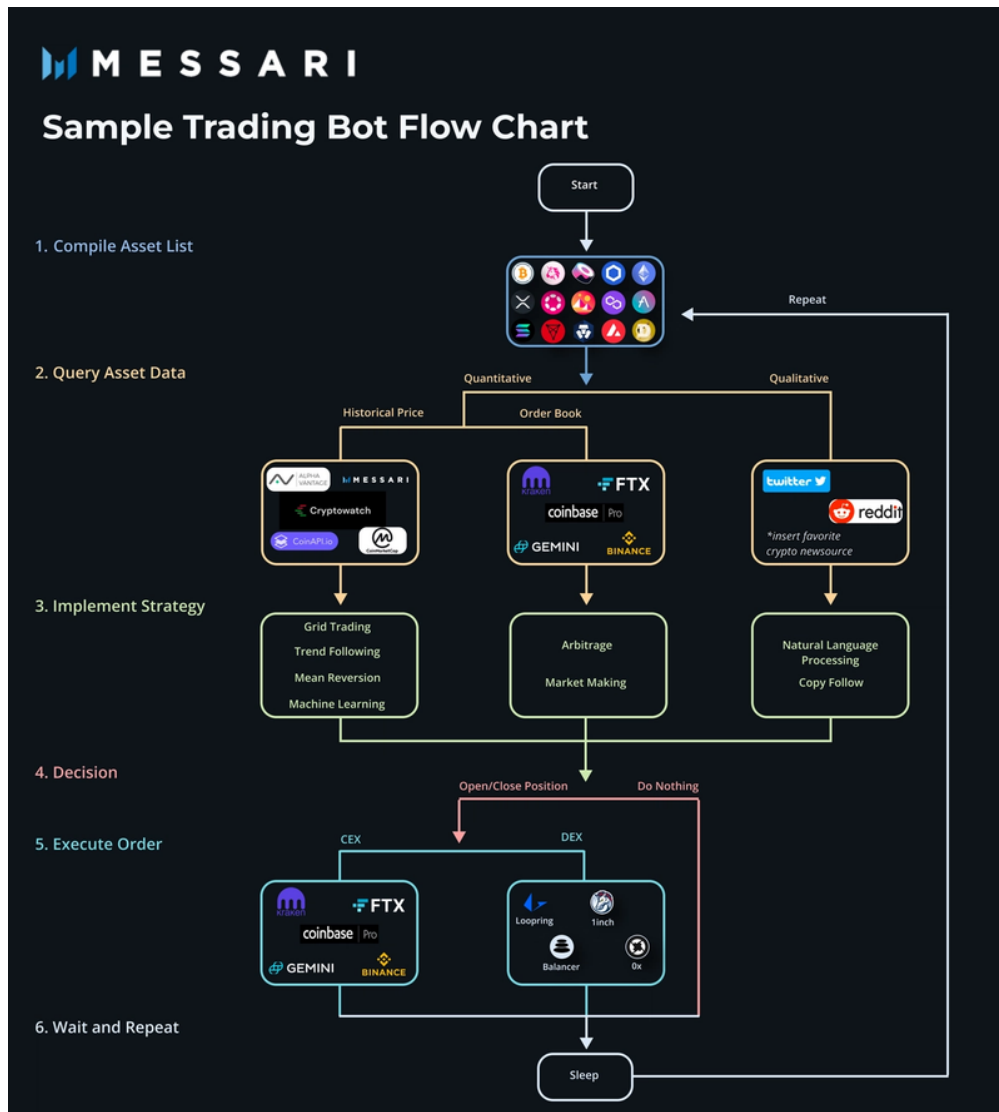 MESSARI
Sample Trading Bot Flow Chart
Start
1. Compile Asset List
Repeat
2. Query Asset Data
Quantitative
Qualitative
Historical Price
Order Book
ALPHA
VANTAGE
MESSARI
Cryptowatch
CoinAPI.io
CoinMarketCap
kraken
FTX
coinbase Pro
GEMINI
BINANCE
twitter
reddit
*insert favorite
crypto newsource
3. Implement Strategy
Grid Trading
Trend Following
Mean Reversion
Machine Learning
Arbitrage
Market Making
Natural Language
Processing
Copy Follow
4. Decision
Open/Close Position
Do Nothing
5. Execute Order
CEX
DEX
kraken
FTX
coinbase Pro
GEMINI
BINANCE
Loopring
1inch
Balancer
0x
6. Wait and Repeat
Sleep